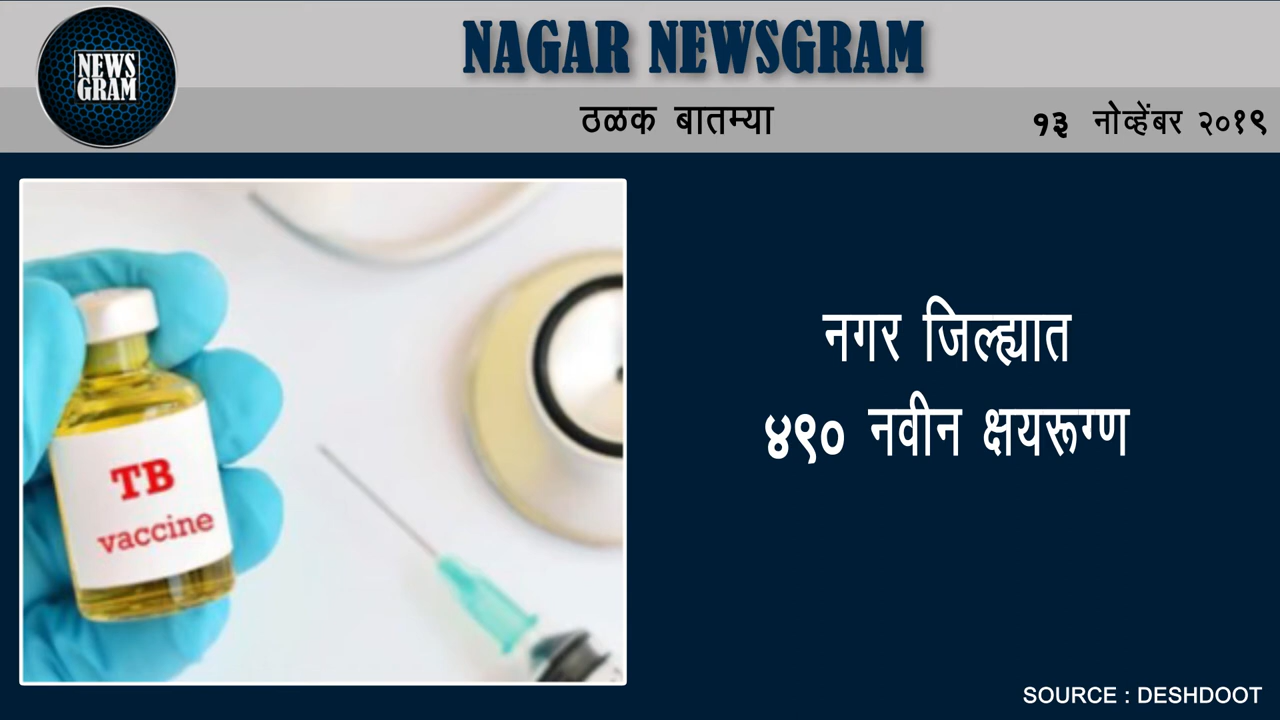 NEWS
GRAM
NAGAR NEWSGRAM
ठळक बातम्या
१३ नोव्हेंबर २०१९
TB
vaccine
नगर जिल्ह्यात
४९० नवीन क्षयरूग्ण
SOURCE : DESHDOOT